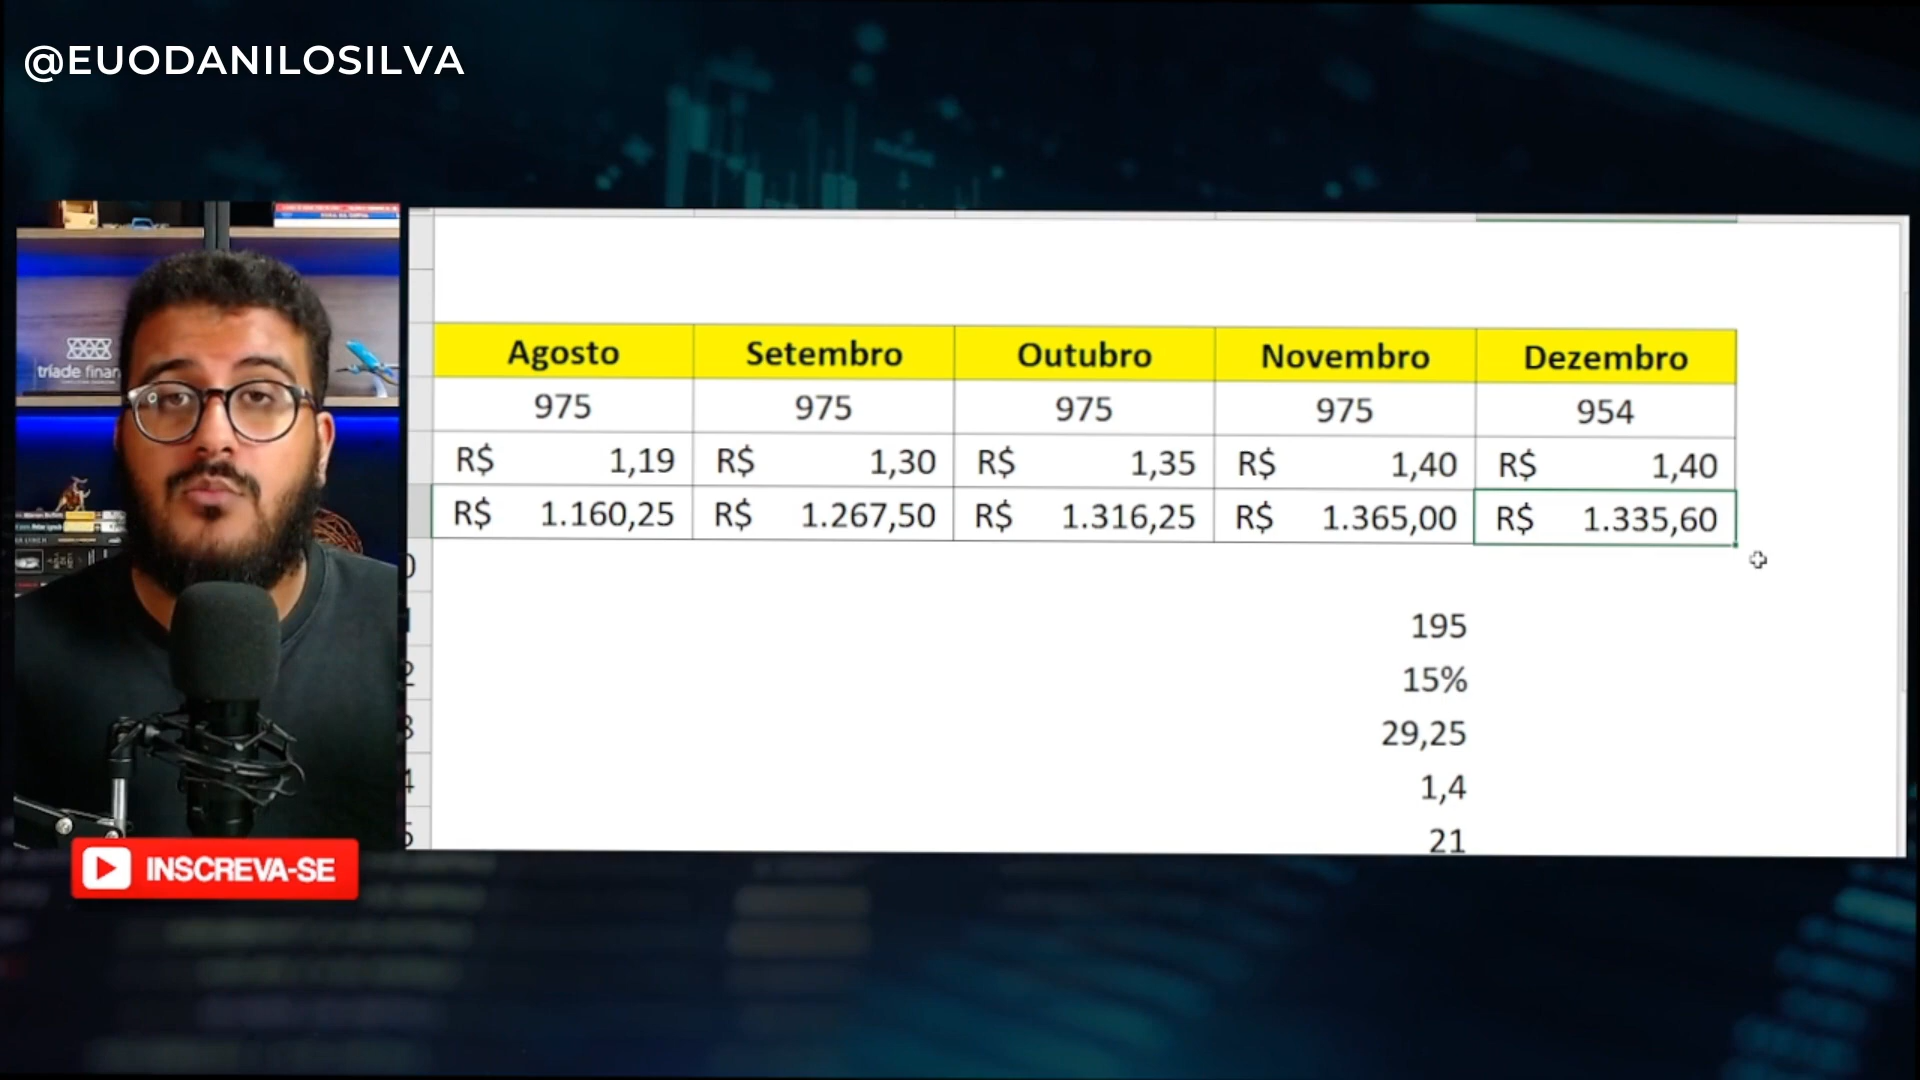 @EUODANILOSILVA
tríade finan
Agosto Setembro Outubro Novembro Dezembro
975 975 975 975 954
R$ 1,19 R$ 1,30 R$ 1,35 R$ 1,40 R$ 1,40
R$ 1.160,25 R$ 1.267,50 R$ 1.316,25 R$ 1.365,00 R$ 1.335,60
195
15%
29,25
1,4
21
INSCREVA-SE